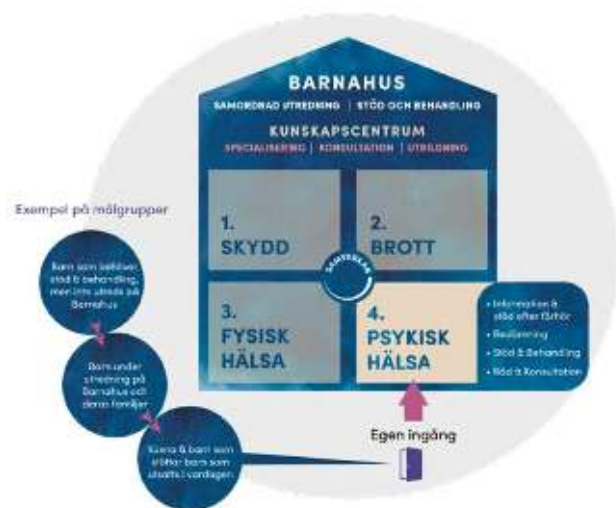 BARNAHUS
SAMORDNAD UTREDNING | STÖD OCH BEHANDLING
KUNSKAPSCENTRUM
SPECIALISERING | KONSULTATION | UTBILDNING
Exempel på målgrupper
1.
SKYDD
2.
BROTT
SAMVERKAN
3.
FYSISK
HÄLSA
4.
PSYKISK
HÄLSA
• Information &
stöd efter förhör
• Bedömning
• Stöd & Behandling
• Råd & Konsultation
Barn som behöver
stöd & behandling,
men inte utreds på
Barnahus
Barn under
utredning på
Barnahus och
deras familjer
Vuxna & barn som
stöttar barn som
utsatts i vardagen
Egen ingång